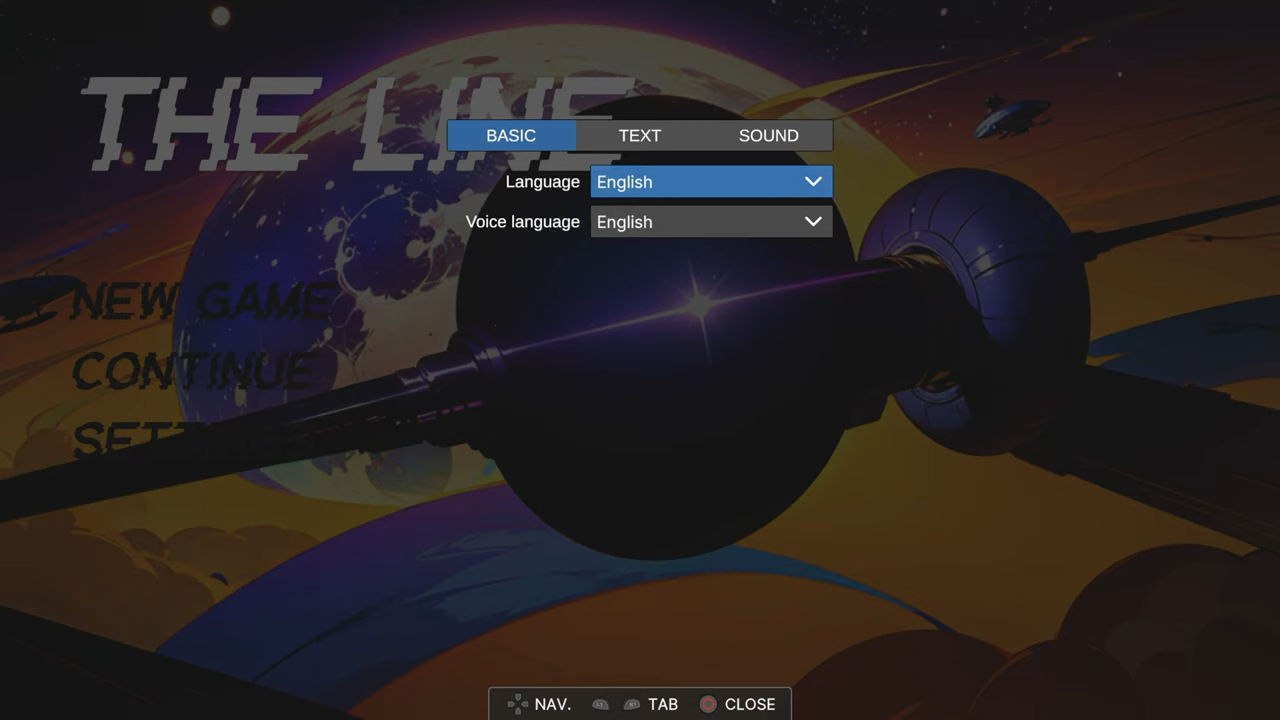 THE LINE
BASIC TEXT SOUND
Language English
Voice language English
NEW GAME
CONTINUE
NAV. TAB CLOSE